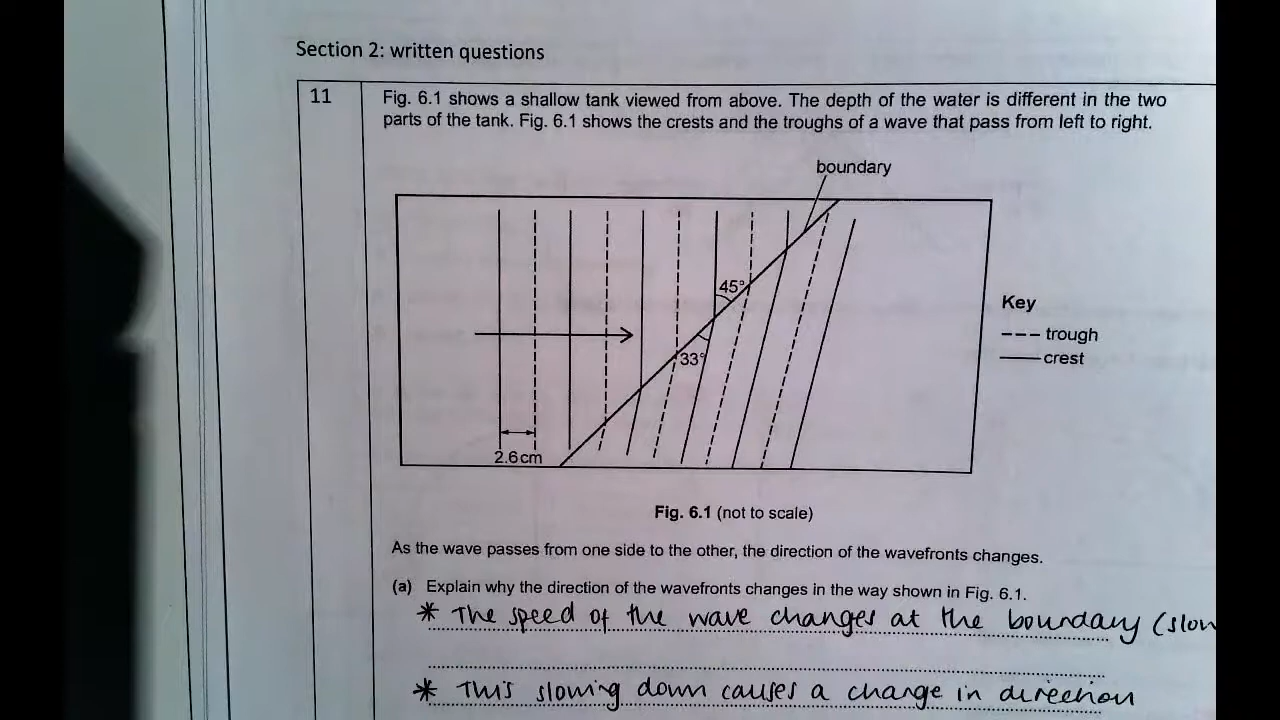 Section 2: written questions
11
Fig. 6.1 shows a shallow tank viewed from above. The depth of the water is different in the two
parts of the tank. Fig. 6.1 shows the crests and the troughs of a wave that pass from left to right.
boundary
45°
Key
trough
33°
crest
2.6 cm
Fig. 6.1 (not to scale)
As the wave passes from one side to the other, the direction of the wavefronts changes.
(a) Explain why the direction of the wavefronts changes in the way shown in Fig. 6.1.
* The speed of the wave changes at the boundary (slow
* This slowing down causes a change in direction